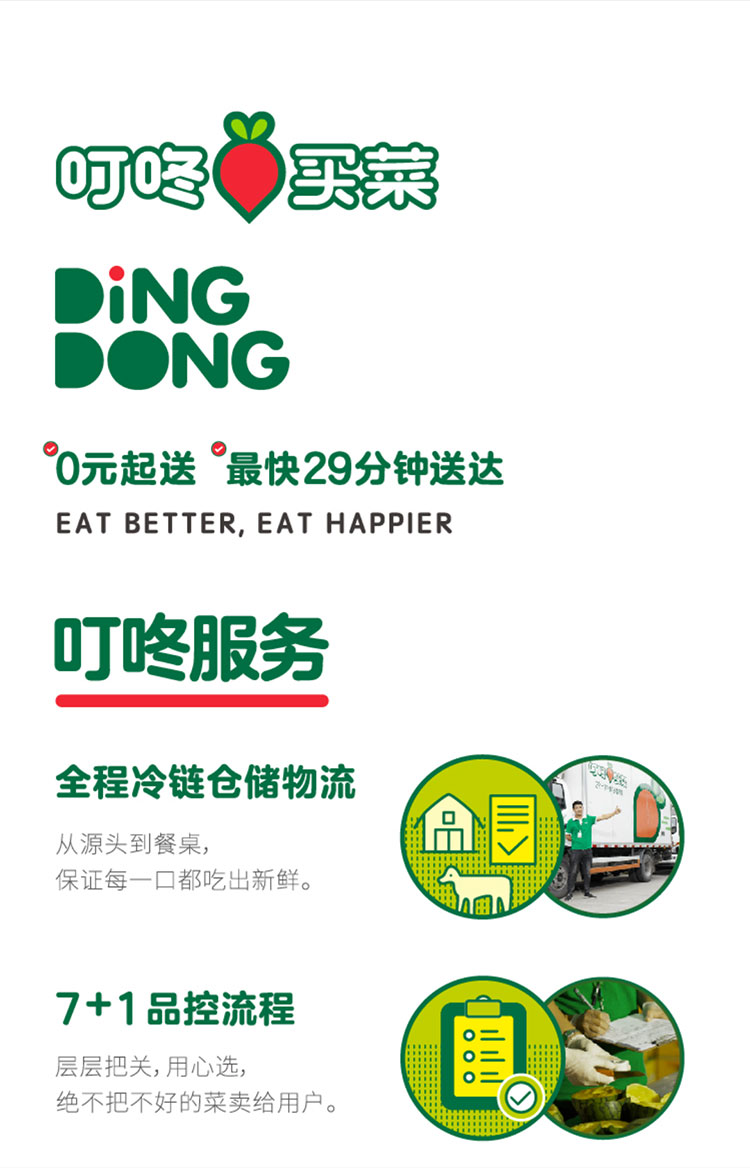 叮咚买菜
DiNG
DONG
0元起送 最快29分钟送达
EAT BETTER, EAT HAPPIER
叮咚服务
全程冷链仓储物流
从源头到餐桌，
保证每一口都吃出新鲜。
7+1品控流程
层层把关，用心选，
绝不把不好的菜卖给用户。